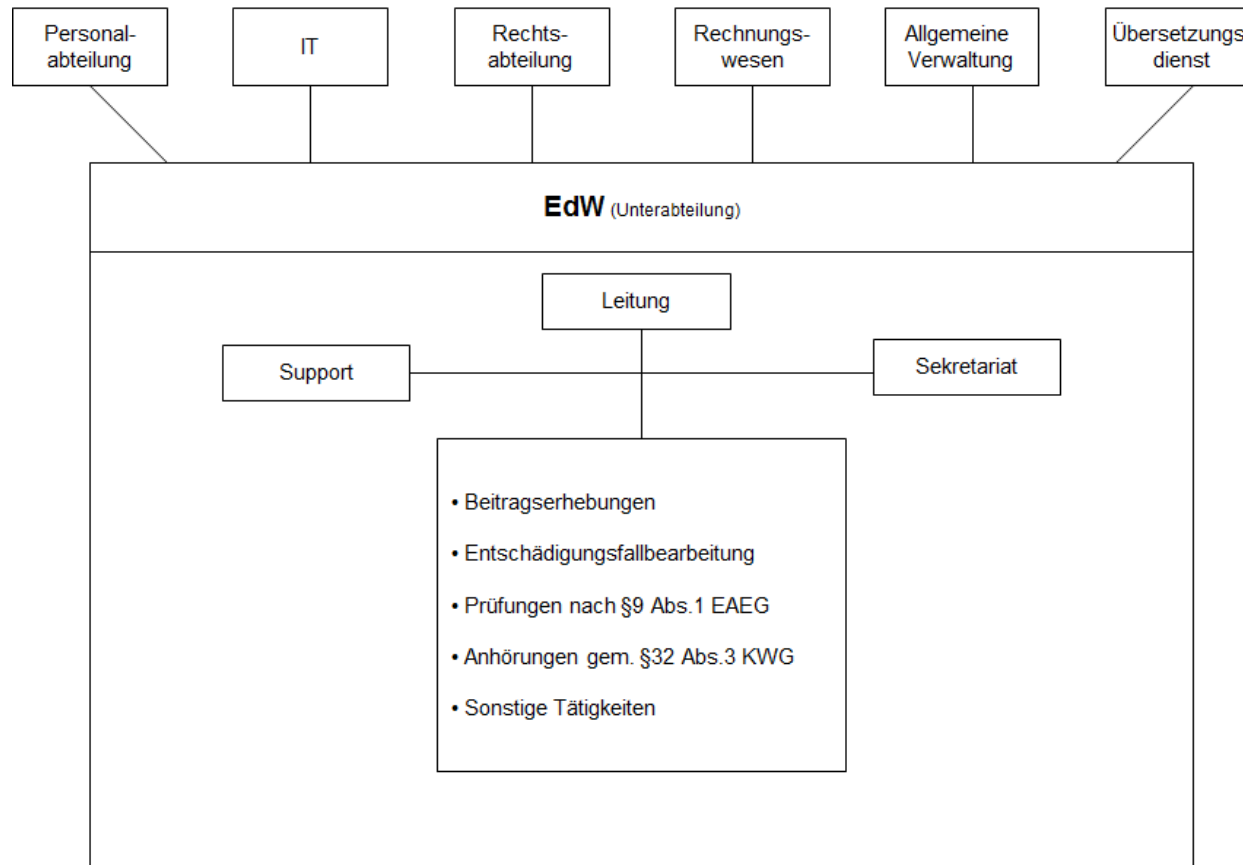 Personal-
abteilung
IT
Rechts-
abteilung
Rechnungs-
wesen
Allgemeine
Verwaltung
Übersetzungs
dienst
EdW (Unterabteilung)
Leitung
Support
Sekretariat
• Beitragserhebungen
• Entschädigungsfallbearbeitung
• Prüfungen nach §9 Abs.1 EAEG
• Anhörungen gem. §32 Abs.3 KWG
• Sonstige Tätigkeiten